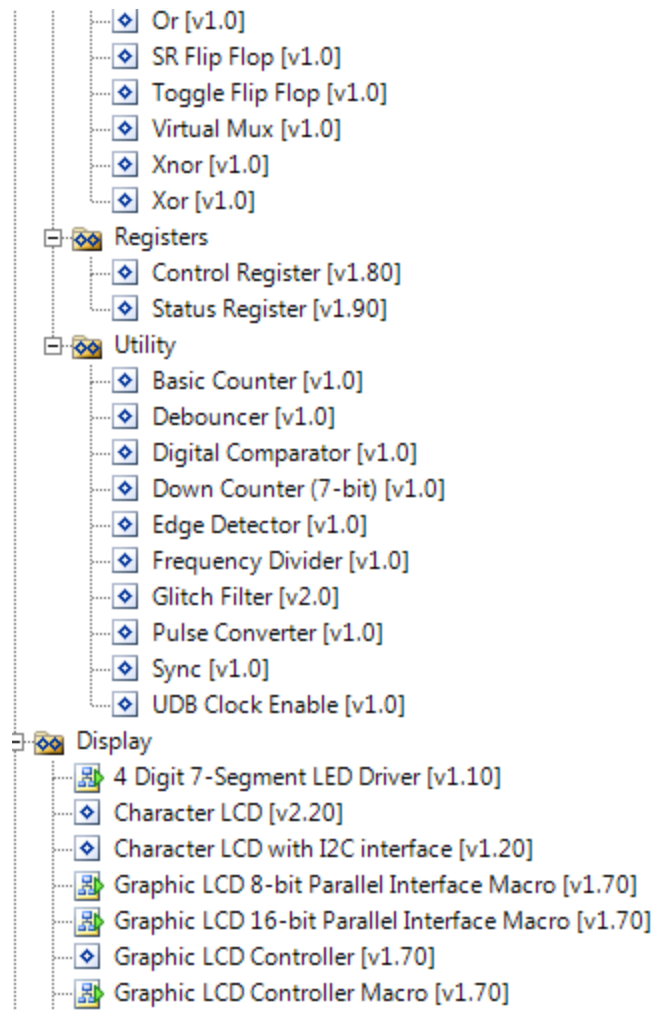 Or [v1.0]
SR Flip Flop [v1.0]
Toggle Flip Flop [v1.0]
Virtual Mux [v1.0]
Xnor [v1.0]
Xor [v1.0]
Registers
Control Register [v1.80]
Status Register [v1.90]
Utility
Basic Counter [v1.0]
Debouncer [v1.0]
Digital Comparator [v1.0]
Down Counter (7-bit) [v1.0]
Edge Detector [v1.0]
Frequency Divider [v1.0]
Glitch Filter [v2.0]
Pulse Converter [v1.0]
Sync [v1.0]
UDB Clock Enable [v1.0]
Display
4 Digit 7-Segment LED Driver [v1.10]
Character LCD [v2.20]
Character LCD with I2C interface [v1.20]
Graphic LCD 8-bit Parallel Interface Macro [v1.70]
Graphic LCD 16-bit Parallel Interface Macro [v1.70]
Graphic LCD Controller [v1.70]
Graphic LCD Controller Macro [v1.70]